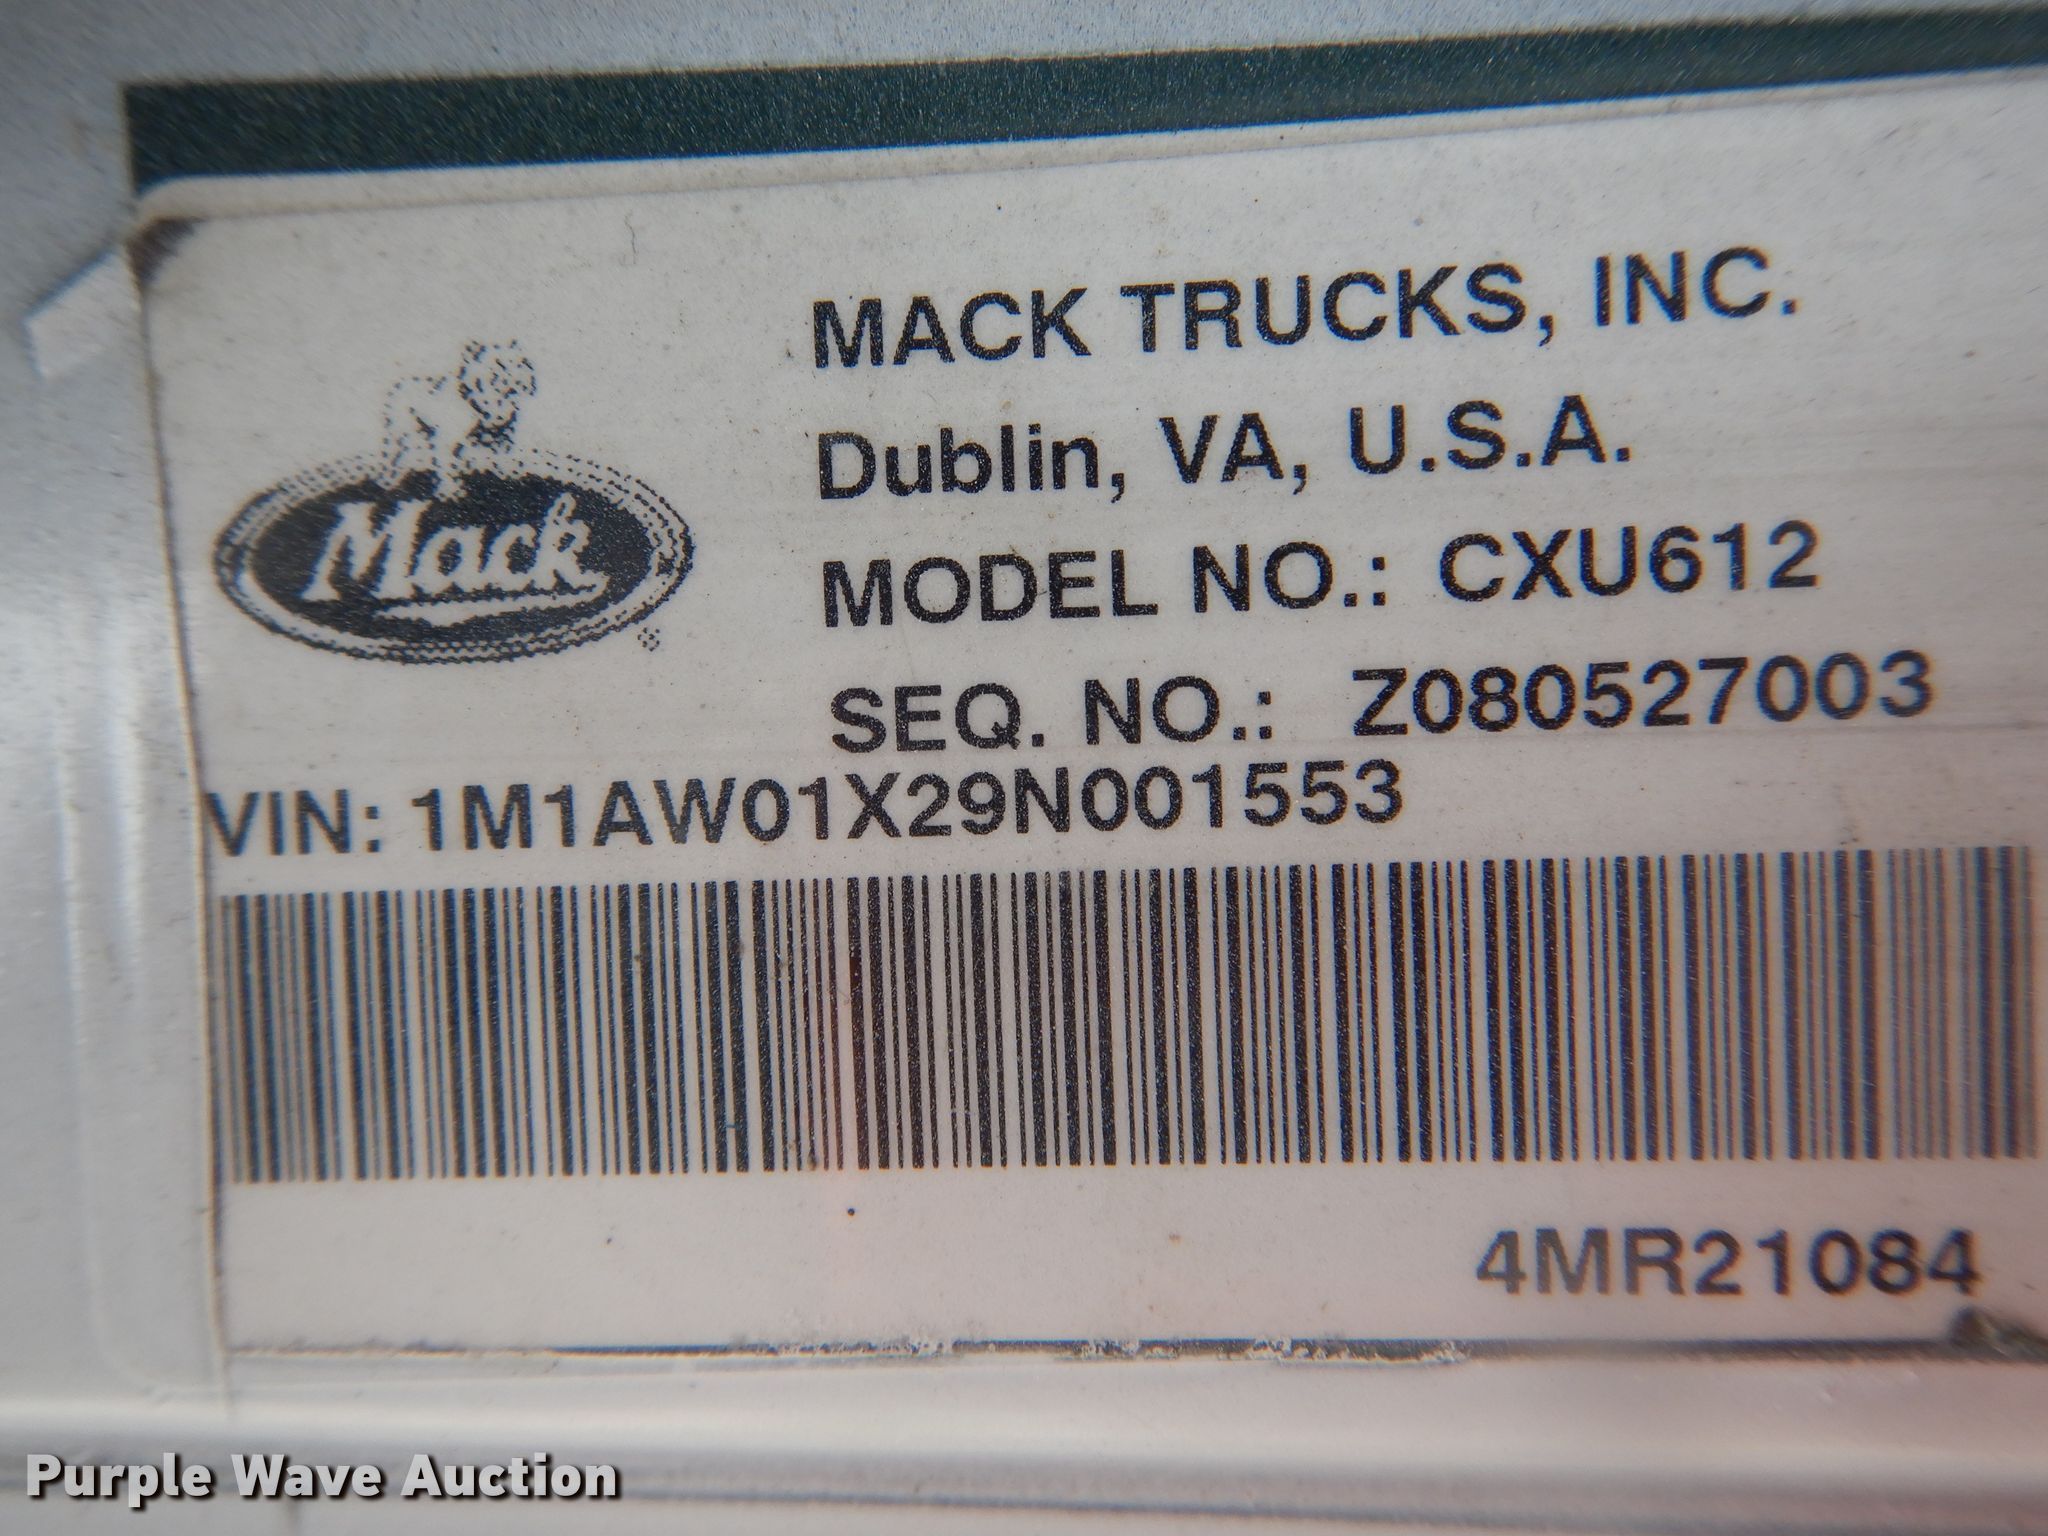 MACK TRUCKS, INC.
Dublin, VA, U.S.A.
Mack
®
MODEL NO.: CXU612
SEQ. NO.: Z080527003
VIN: 1M1AW01X29N001553
4MR21084
Purple Wave Auction